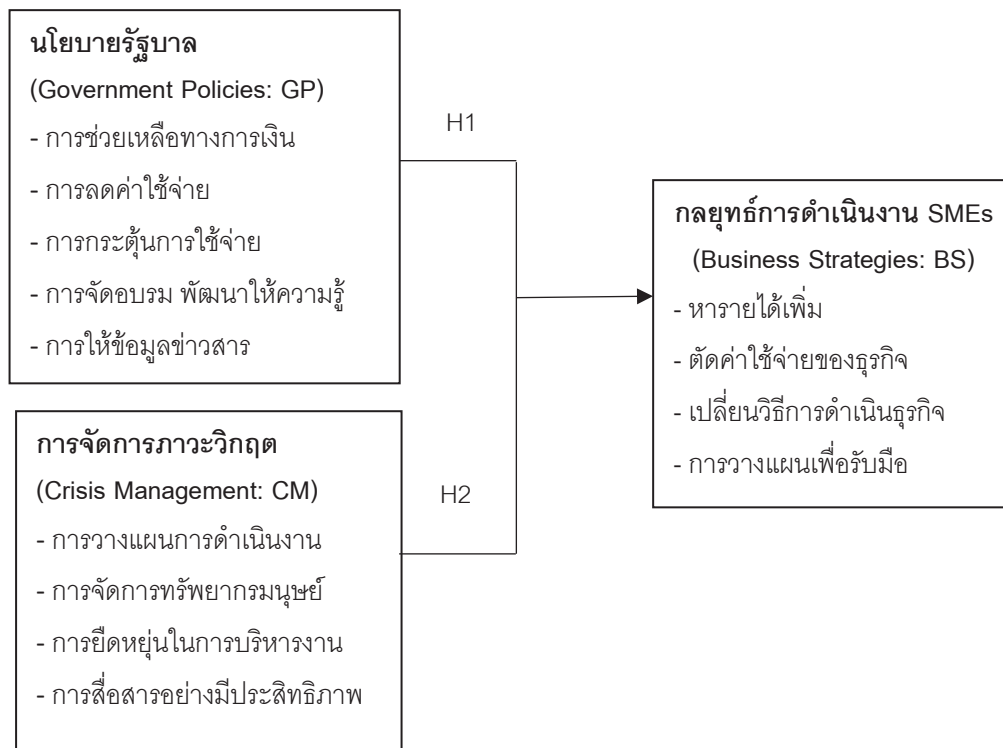 นโยบายรัฐบาล
(Government Policies: GP)
- การช่วยเหลือทางการเงิน
- การลดค่าใช้จ่าย
- การกระตุ้นการใช้จ่าย
- การจัดอบรม พัฒนาให้ความรู้
- การให้ข้อมูลข่าวสาร
H1
การจัดการภาวะวิกฤต
(Crisis Management: CM)
- การวางแผนการดำเนินงาน
- การจัดการทรัพยากรมนุษย์
- การยืดหยุ่นในการบริหารงาน
- การสื่อสารอย่างมีประสิทธิภาพ
H2
กลยุทธ์การดำเนินงาน SMEs
(Business Strategies: BS)
- หารายได้เพิ่ม
- ตัดค่าใช้จ่ายของธุรกิจ
- เปลี่ยนวิธีการดำเนินธุรกิจ
- การวางแผนเพื่อรับมือ